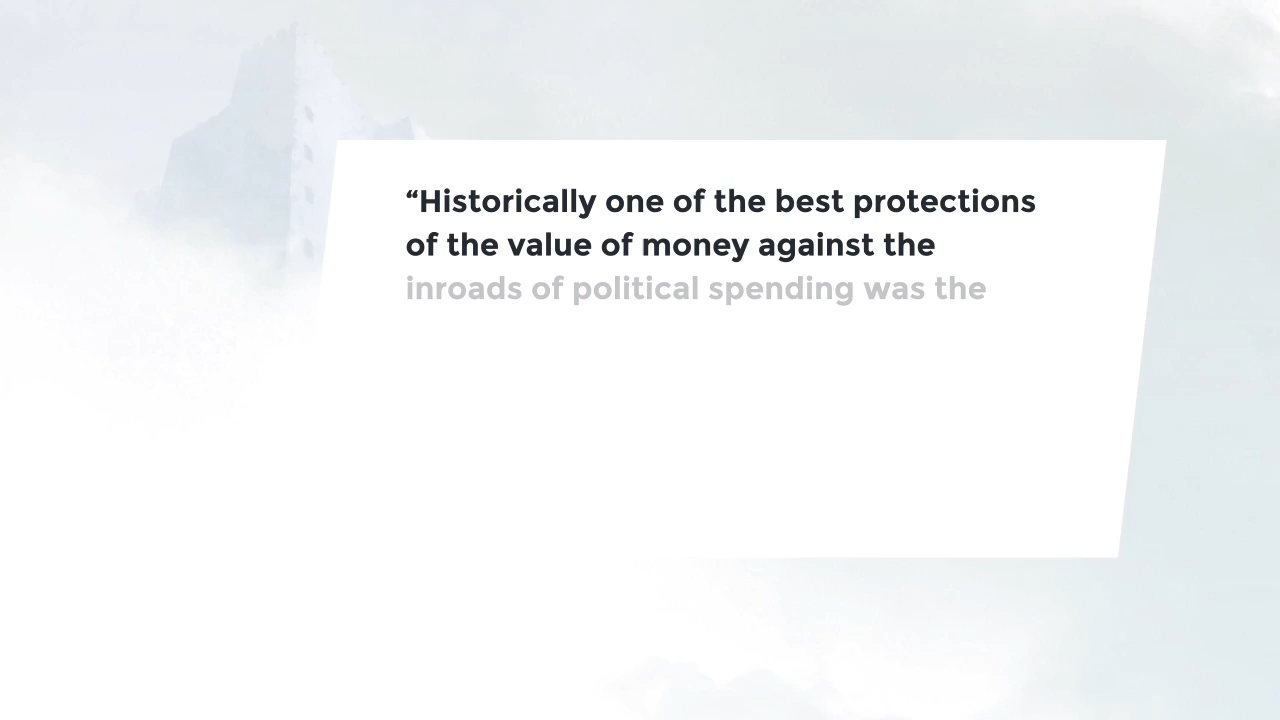 “Historically one of the best protections
of the value of money against the
inroads of political spending was the